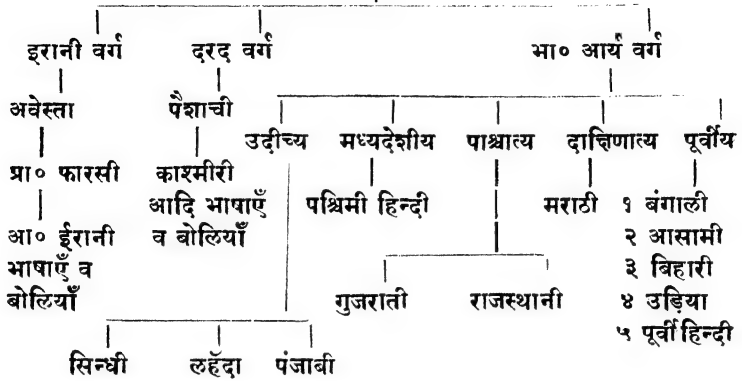 इरानी वर्ग दरद वर्ग भा० आर्य वर्ग
अवेस्ता पैशाची
उदीच्य मध्यदेशीय पाश्चात्य दाक्षिणात्य पूर्वीय
प्रा० फारसी काश्मीरी
आदि भाषाएँ पश्चिमी हिन्दी मराठी १ बंगाली
आ० ईरानी व बोलियाँ २ आसामी
भाषाएँ व ३ बिहारी
बोलियाँ गुजराती राजस्थानी ४ उड़िया
५ पूर्वी हिन्दी
सिन्धी लहँदा पंजाबी